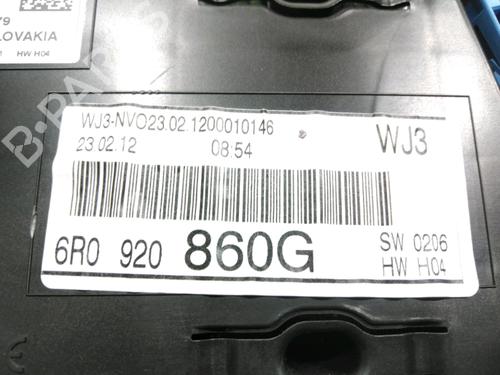 79
LOVAKIA
HW H04
WJ3-NVO23.02.1200010146
23.02.12 08:54
WJ3
6R0 920 860G
SW 0206
HW H04
B-PARTS